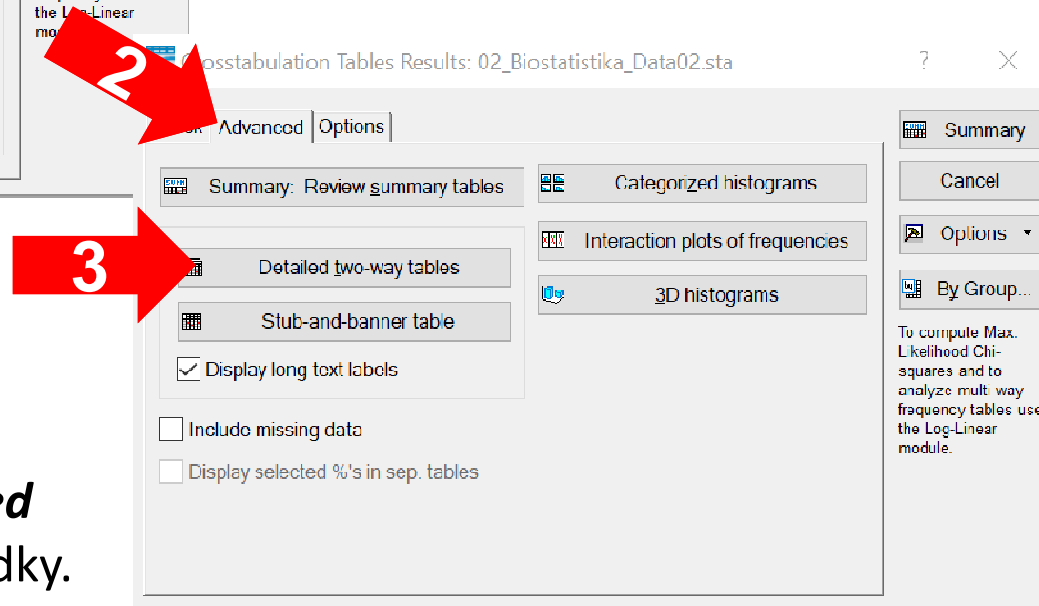 the Log-Linear
2
Crosstabulation Tables Results: 02_Biostatistika_Data02.sta
?
Advanced
Options
Summary
Summary: Review summary tables
Categorized histograms
Cancel
Interaction plots of frequencies
Options
3
Detailed two-way tables
3D histograms
By Group...
Stub-and-banner table
To compute Max.
Likelihood Chi-
squares and to
analyze multi way
frequency tables use
the Log-Linear
module.
Display long text labels
Include missing data
Display selected %'s in sep. tables
ed
dky.